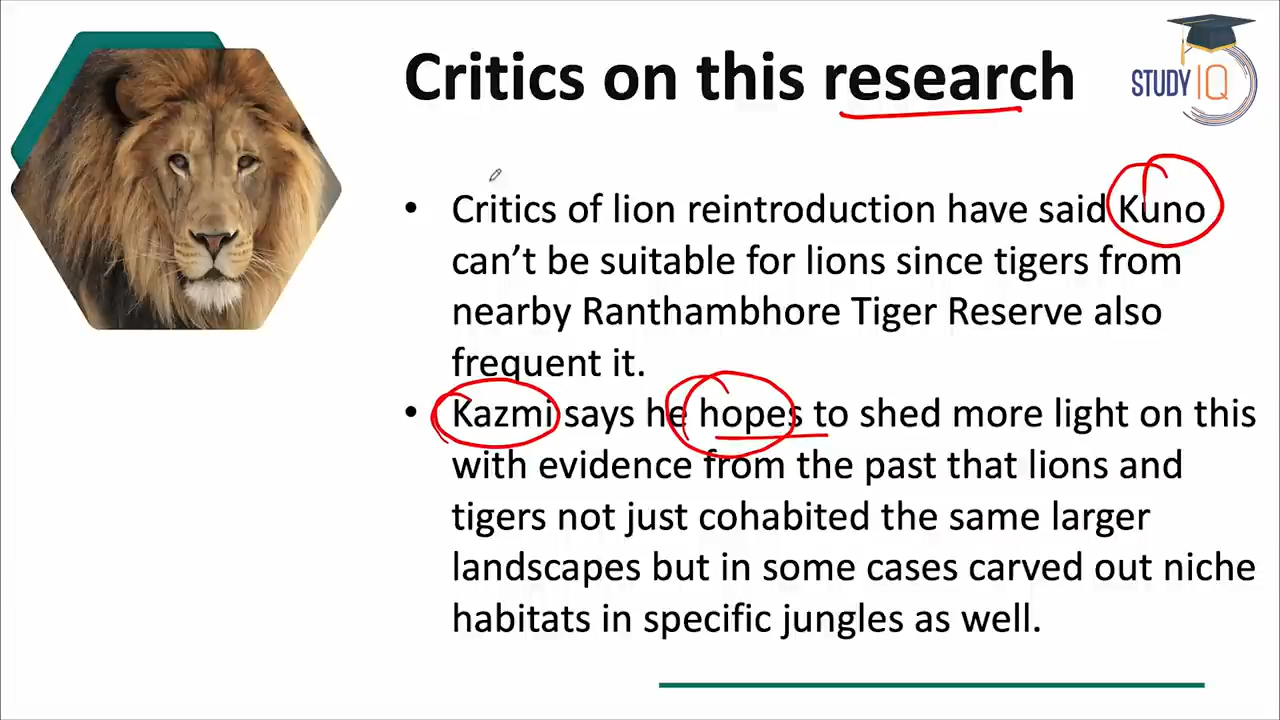 Critics on this research
STUDY IQ
• Critics of lion reintroduction have said Kuno
can’t be suitable for lions since tigers from
nearby Ranthambhore Tiger Reserve also
frequent it.
• Kazmi says he hopes to shed more light on this
with evidence from the past that lions and
tigers not just cohabited the same larger
landscapes but in some cases carved out niche
habitats in specific jungles as well.